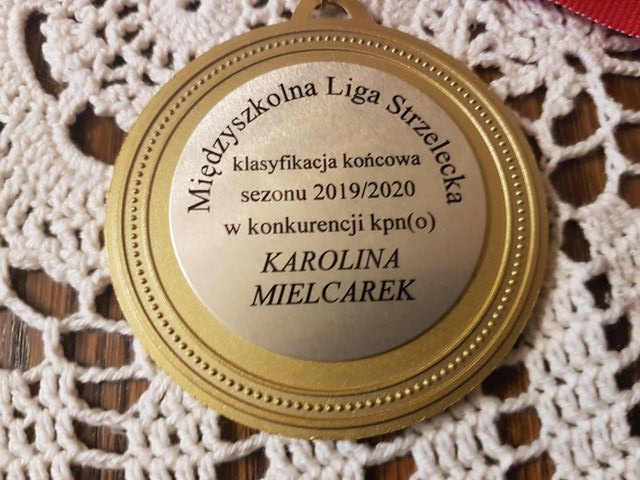 Międzyszkolna Liga Strzelecka
klasyfikacja końcowa
sezonu 2019/2020
w konkurencji kpn(o)
KAROLINA
MIELCAREK